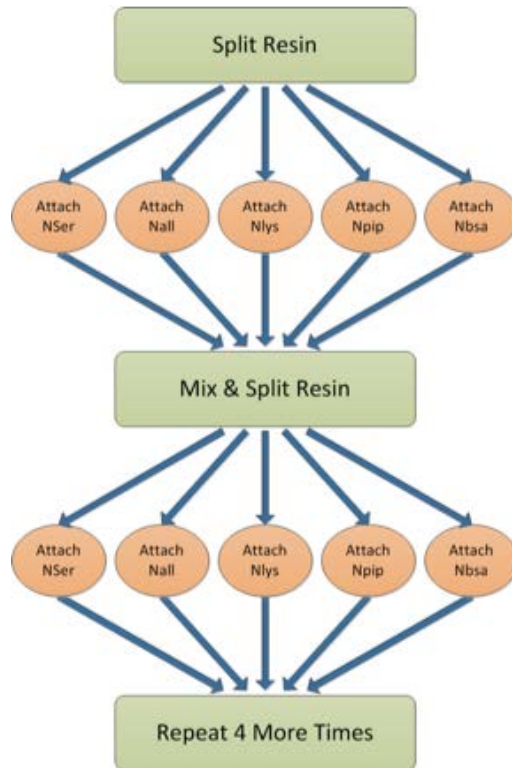 Split Resin
Attach
NSer
Attach
Nall
Attach
Nlys
Attach
Npip
Attach
Nbsa
Mix & Split Resin
Attach
NSer
Attach
Nall
Attach
Nlys
Attach
Npip
Attach
Nbsa
Repeat 4 More Times